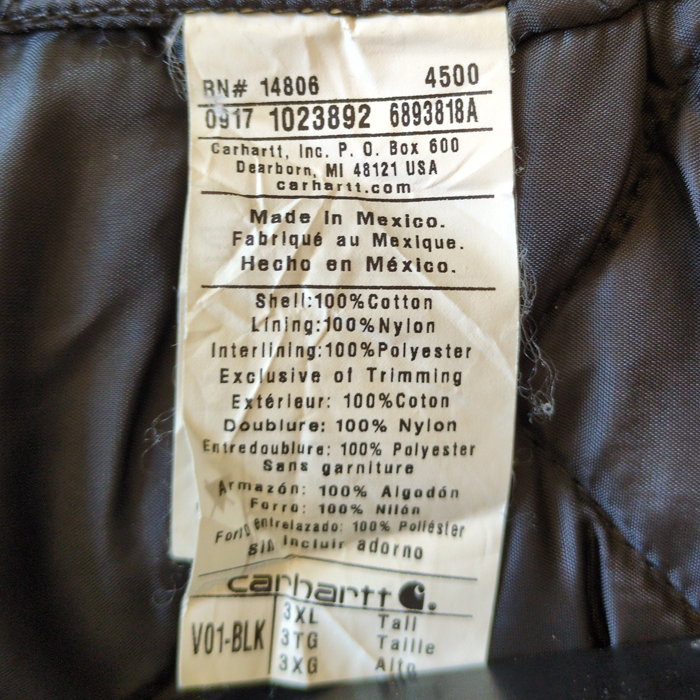 RN# 14806 4500
0917 1023892 6893818A
Carhartt, Inc. P. O. Box 600
Dearborn, MI 48121 USA
carhartt.com
Made in Mexico.
Fabriqué au Mexique.
Hecho en México.
Shell:100%Cotton
Lining:100%Nylon
Interlining:100%Polyester
Exclusive of Trimming
Extérieur: 100%Coton
Doublure: 100% Nylon
Entredoublure: 100% Polyester
Sans garniture
Armazón: 100% Algodón
Forro: 100% Nilón
Forro entrelazado: 100% Poliéster
Sin incluir adorno
carhartt
V01-BLK
3XL Tall
3TG Taille
3XG Alto